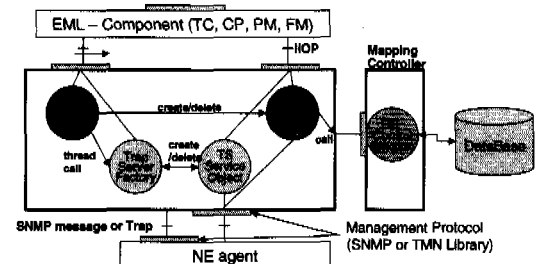 EML – Component (TC, CP, PM, FM)
IIOP
Mapping
Controller
create/delete
create
/delete
call
thread
call
Trap
Server
Factory
TS
Service
Object
DataBase
SNMP message or Trap
Management Protocol
(SNMP or TMN Library)
NE agent